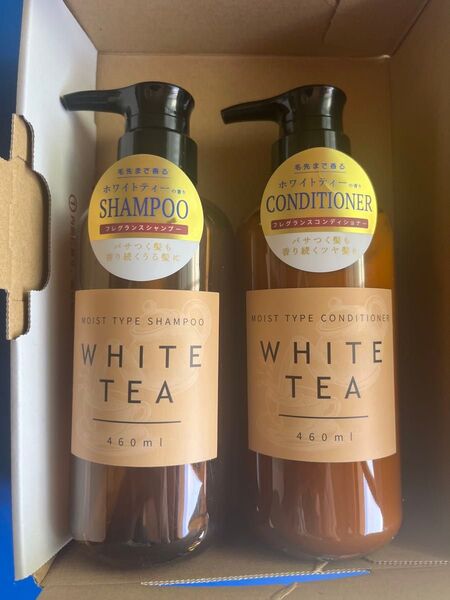 毛先まで香る
ホワイトティーの香り
SHAMPOO
フレグランスシャンプー
パサつく髪も
香り続くうる髪に
MOIST TYPE SHAMPOO
WHITE
TEA
460ml
毛先まで香る
ホワイトティーの香り
CONDITIONER
フレグランスコンディショナー
パサつく髪も
香り続くツヤ髪に
MOIST TYPE CONDITIONER
WHITE
TEA
460ml